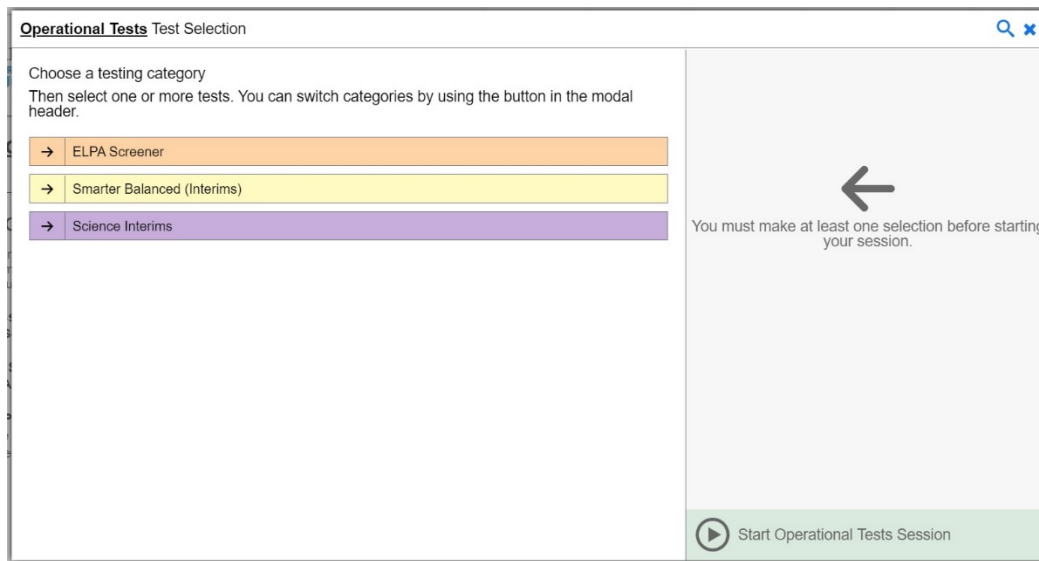 Operational Tests Test Selection
Choose a testing category
Then select one or more tests. You can switch categories by using the button in the modal
header.
→ ELPA Screener
→ Smarter Balanced (Interims)
→ Science Interims
You must make at least one selection before starting
your session.
Start Operational Tests Session